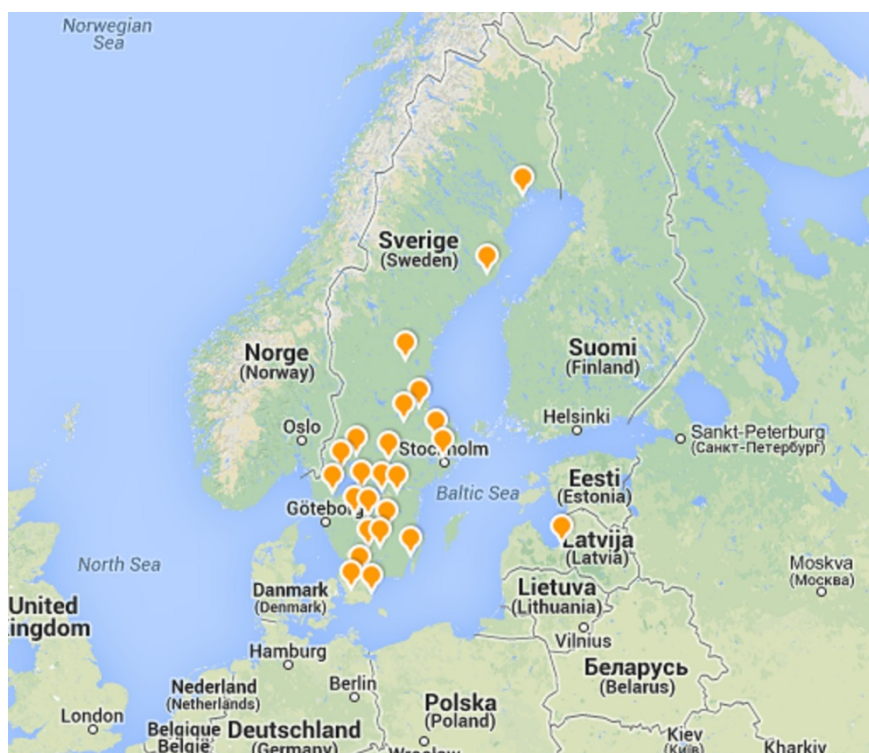 Norwegian
Sea
Sverige
(Sweden)
Norge
(Norway)
Suomi
(Finland)
Oslo
Helsinki
Stockholm
Sankt-Peterburg
(Санкт-Петербург)
Eesti
(Estonia)
Baltic Sea
Göteborg
Latvija
(Latvia)
North Sea
Moskva
(Москва)
Danmark
(Denmark)
Lietuva
(Lithuania)
United
ingdom
Vilnius
Hamburg
Беларусь
(Belarus)
Nederland
(Netherlands)
Berlin
Polska
(Poland)
London
Belgique
België
Deutschland
(Germany)
Kiev
(Київ)
Kharkiv